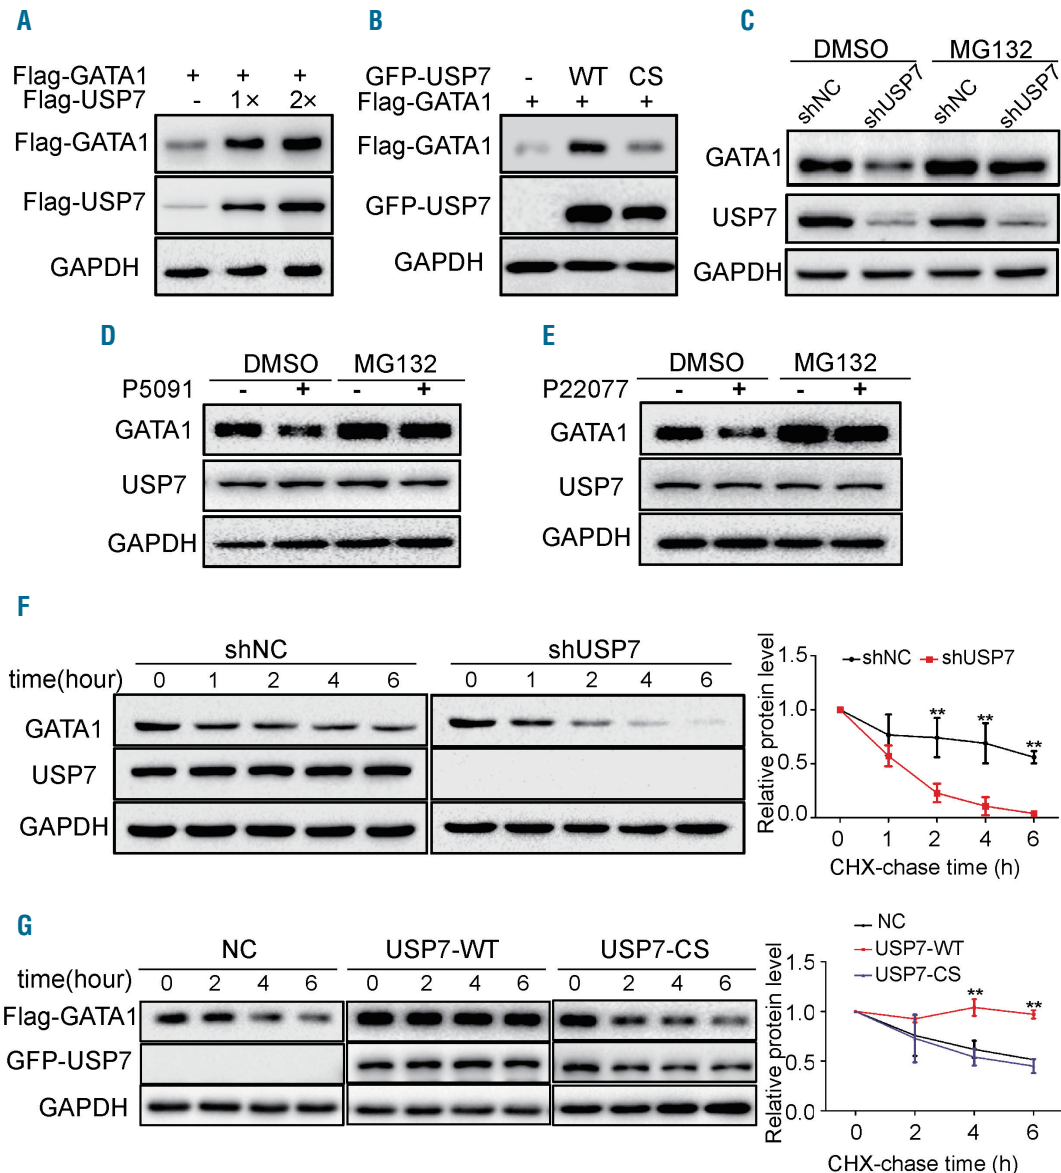 A
Flag-GATA1 + + +
Flag-USP7 - 1× 2×
Flag-GATA1
Flag-USP7
GAPDH
B
GFP-USP7 - WT CS
Flag-GATA1 + + +
Flag-GATA1
GFP-USP7
GAPDH
C
DMSO MG132
shNC shUSP7 shNC shUSP7
GATA1
USP7
GAPDH
D
DMSO MG132
P5091 - + - +
GATA1
USP7
GAPDH
E
DMSO MG132
P22077 - + - +
GATA1
USP7
GAPDH
F
shNC shUSP7
time(hour) 0 1 2 4 6 0 1 2 4 6
GATA1
USP7
GAPDH
shNC shUSP7
Relative protein level
1.5
1.0
0.5
0.0
** ** **
0 1 2 4 6
CHX-chase time (h)
G
NC USP7-WT USP7-CS
time(hour) 0 2 4 6 0 2 4 6 0 2 4 6
Flag-GATA1
GFP-USP7
GAPDH
NC
USP7-WT
USP7-CS
Relative protein level
1.5
1.0
0.5
0.0
** **
0 2 4 6
CHX-chase time (h)